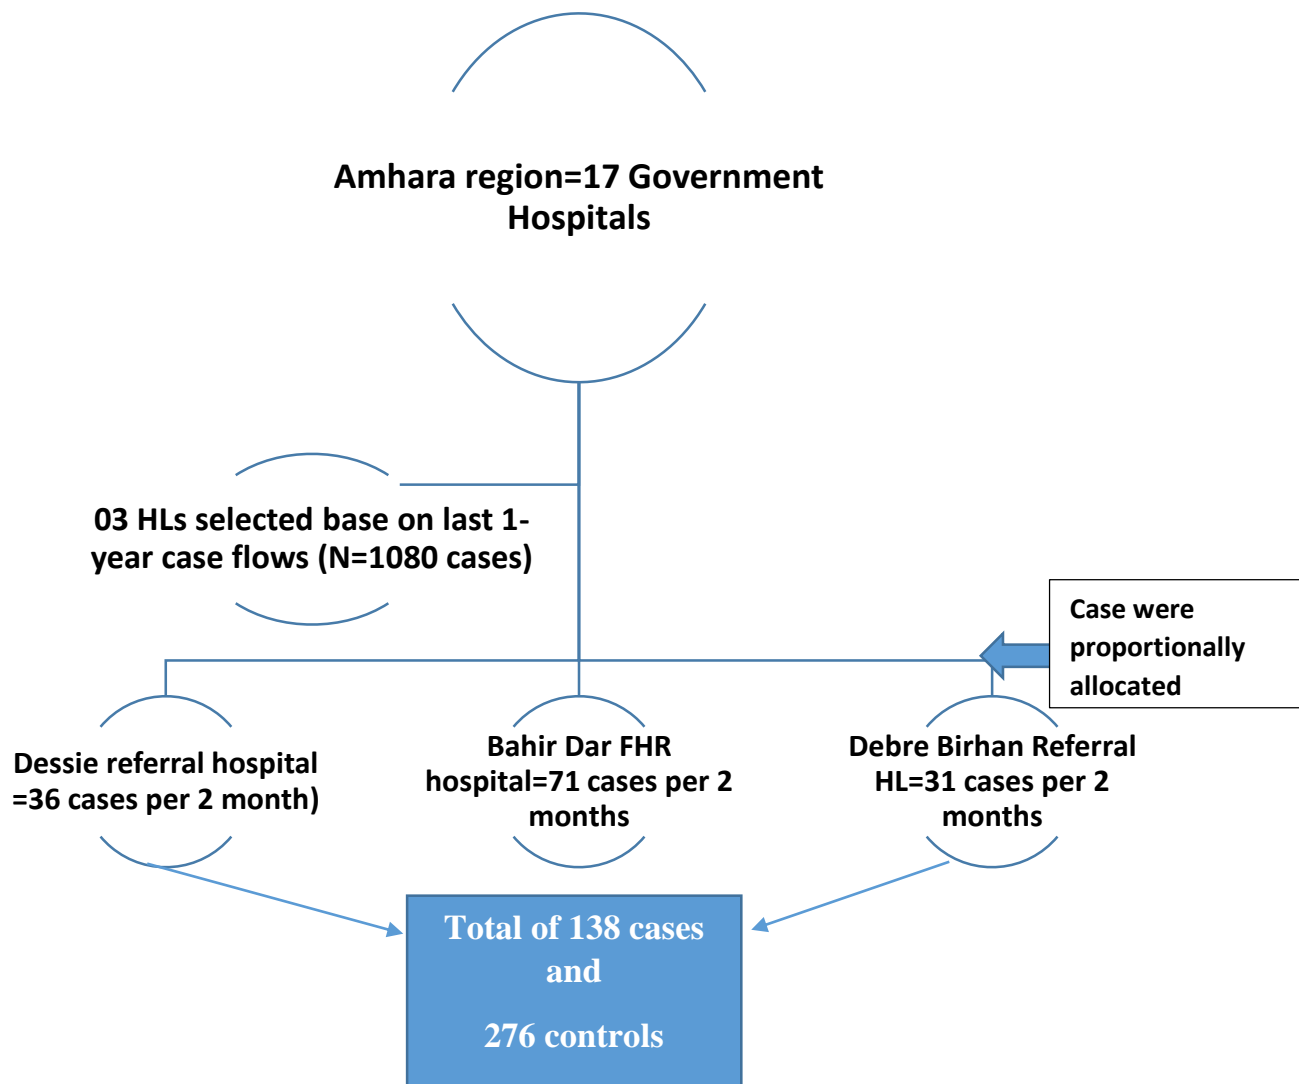 Amhara region=17 Government
Hospitals
03 HLs selected base on last 1-
year case flows (N=1080 cases)
Case were
proportionally
allocated
Dessie referral hospital
=36 cases per 2 month)
Bahir Dar FHR
hospital=71 cases per 2
months
Debre Birhan Referral
HL=31 cases per 2
months
Total of 138 cases
and
276 controls